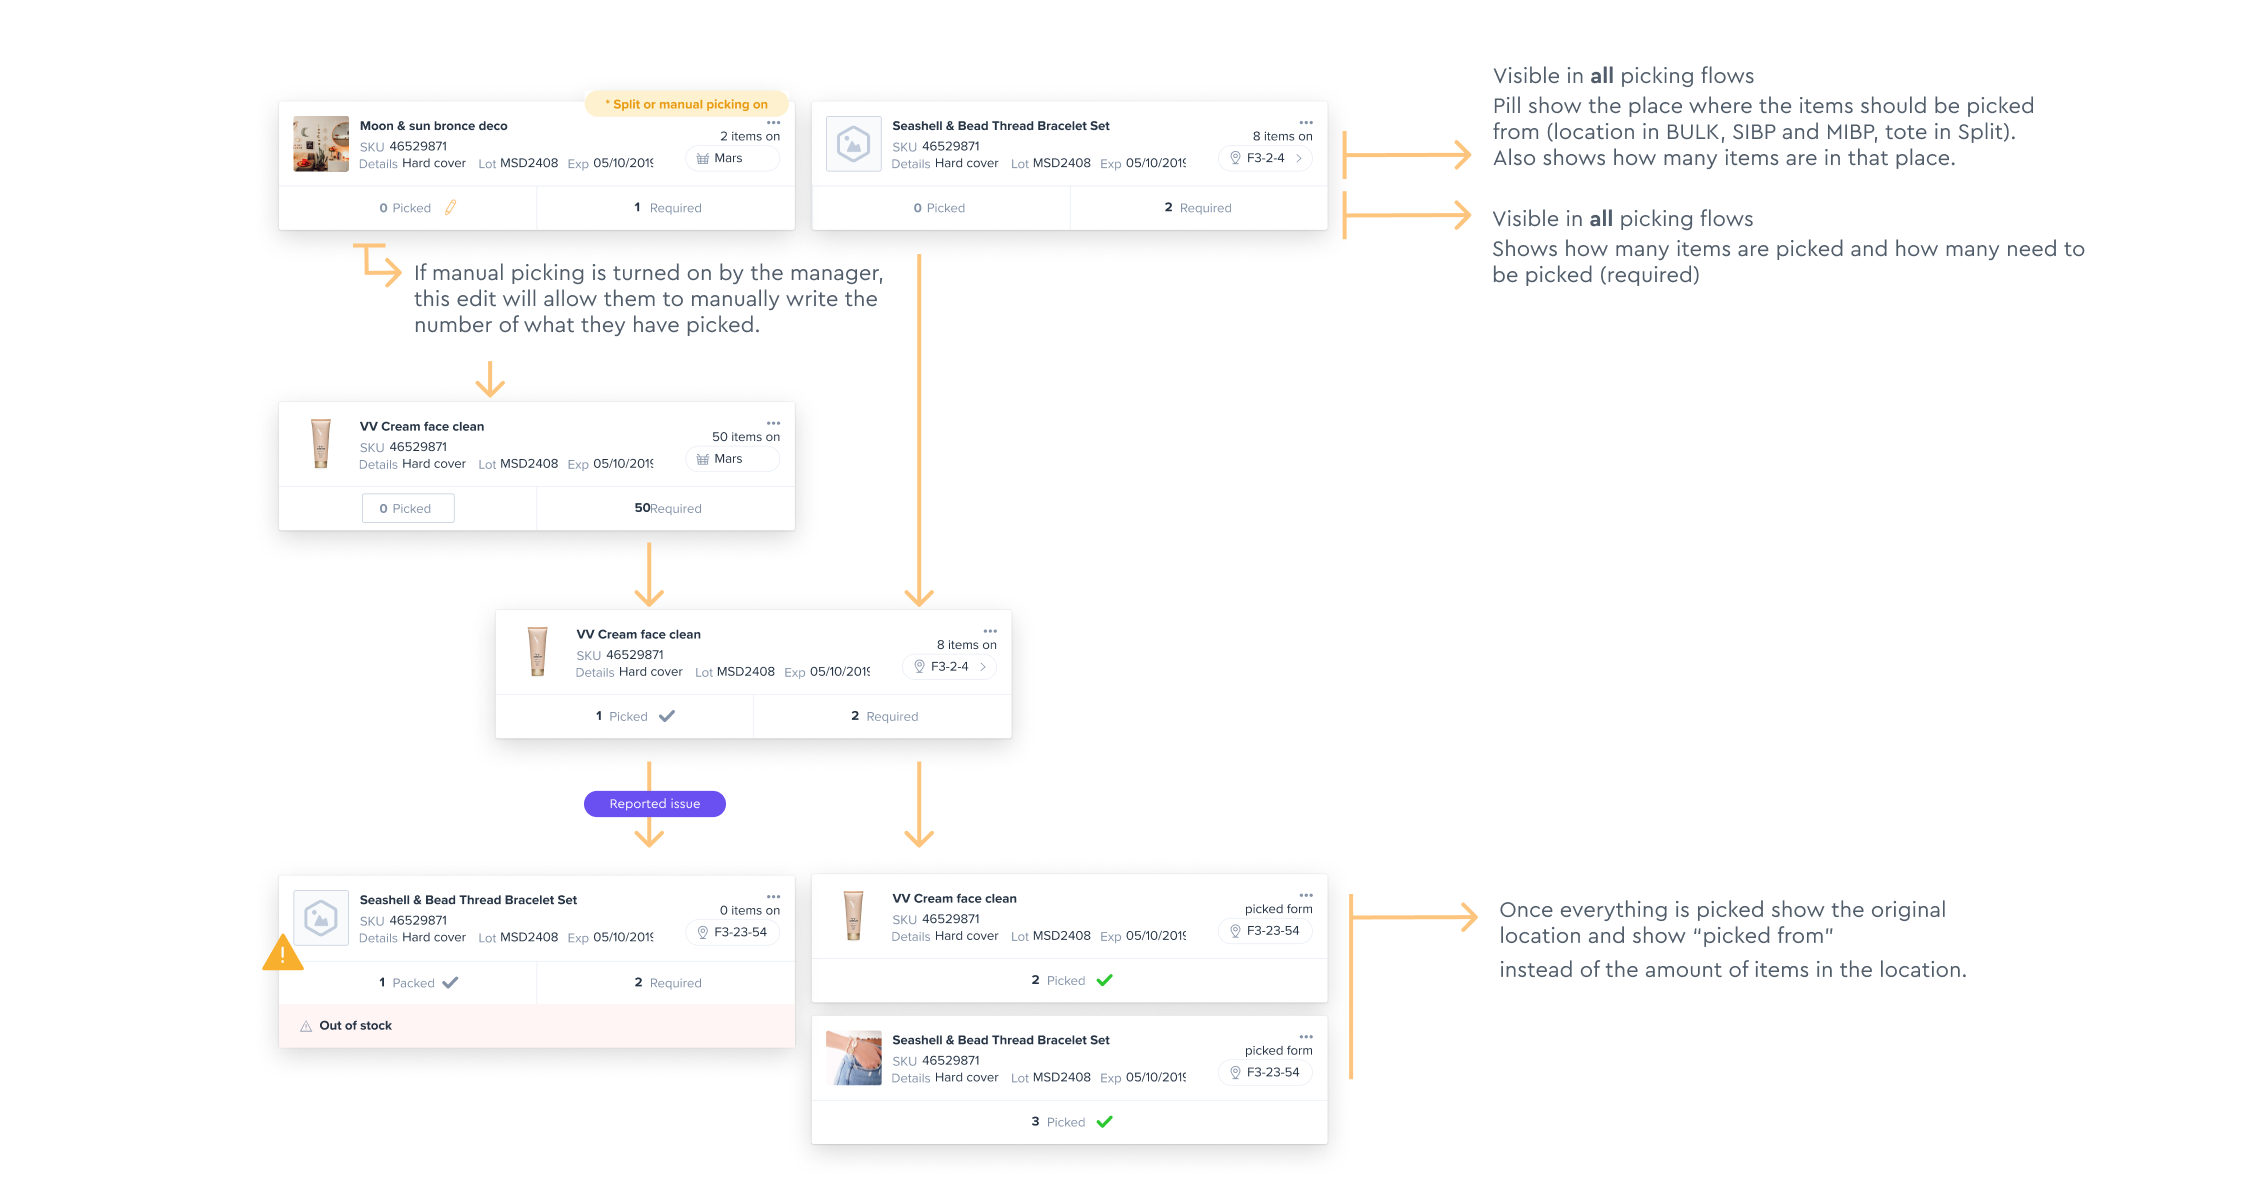 * Split or manual picking on
Moon & sun bronce deco
SKU 46529871
Details Hard cover Lot MSD2408 Exp 05/10/2019
2 items on
Mars
0 Picked
1 Required
Seashell & Bead Thread Bracelet Set
SKU 46529871
Details Hard cover Lot MSD2408 Exp 05/10/2019
8 items on
F3-2-4
0 Picked
2 Required
Visible in all picking flows
Pill show the place where the items should be picked
from (location in BULK, SIBP and MIBP, tote in Split).
Also shows how many items are in that place.
Visible in all picking flows
Shows how many items are picked and how many need to
be picked (required)
If manual picking is turned on by the manager,
this edit will allow them to manually write the
number of what they have picked.
VV Cream face clean
SKU 46529871
Details Hard cover Lot MSD2408 Exp 05/10/2019
50 items on
Mars
0 Picked
50 Required
VV Cream face clean
SKU 46529871
Details Hard cover Lot MSD2408 Exp 05/10/2019
8 items on
F3-2-4
1 Picked
2 Required
Reported issue
Seashell & Bead Thread Bracelet Set
SKU 46529871
Details Hard cover Lot MSD2408 Exp 05/10/2019
0 items on
F3-23-54
1 Packed
2 Required
Out of stock
VV Cream face clean
SKU 46529871
Details Hard cover Lot MSD2408 Exp 05/10/2019
picked form
F3-23-54
2 Picked
Seashell & Bead Thread Bracelet Set
SKU 46529871
Details Hard cover Lot MSD2408 Exp 05/10/2019
picked form
F3-23-54
3 Picked
Once everything is picked show the original
location and show “picked from”
instead of the amount of items in the location.